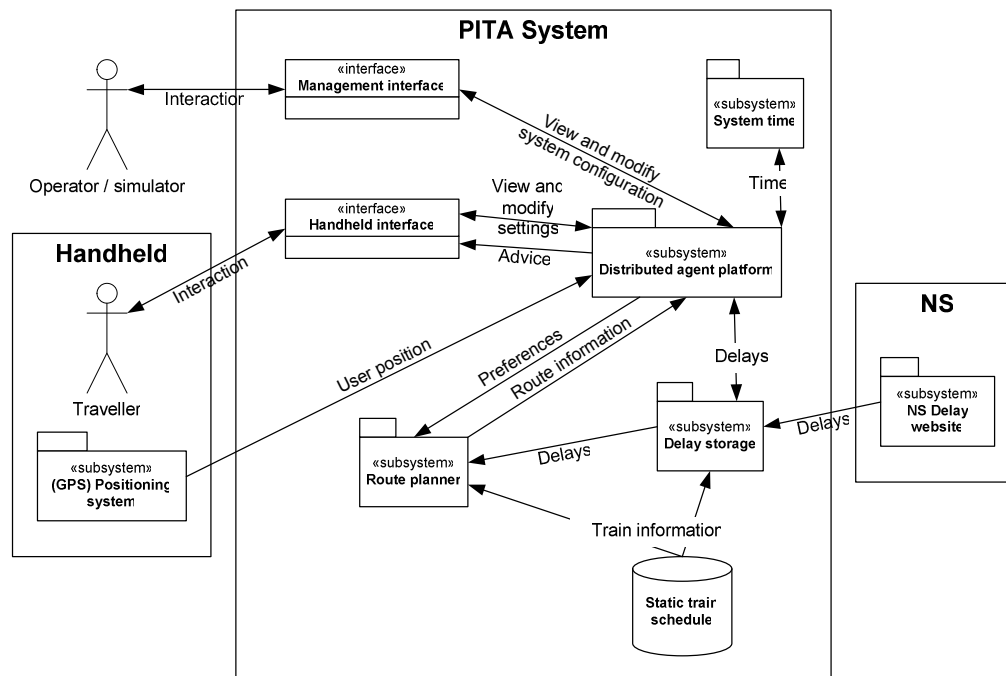 PITA System
«interface»
Management interface
Interaction
Operator / simulator
View and modify
system configuration
«subsystem»
System time
Time
«interface»
Handheld interface
View and
modify
settings
Advice
«subsystem»
Distributed agent platform
Handheld
Interaction
Traveller
«subsystem»
(GPS) Positioning
system
User position
Preferences
Route information
Delays
NS
«subsystem»
NS Delay
website
Delays
«subsystem»
Delay storage
Delays
«subsystem»
Route planner
Train information
Static train
schedule